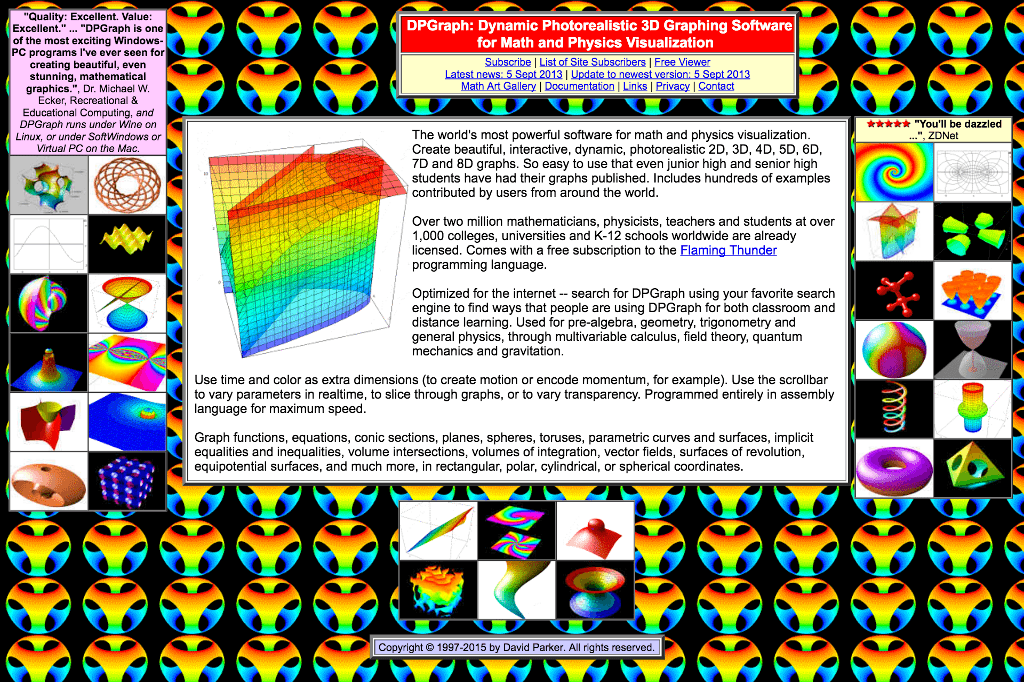 "Quality: Excellent. Value:
Excellent." ... "DPGraph is one
of the most exciting Windows-
PC programs I've ever seen for
creating beautiful, even
stunning, mathematical
graphics.", Dr. Michael W.
Ecker, Recreational &
Educational Computing, and
DPGraph runs under Wine on
Linux, or under SoftWindows or
Virtual PC on the Mac.
DPGraph: Dynamic Photorealistic 3D Graphing Software
for Math and Physics Visualization
Subscribe | List of Site Subscribers | Free Viewer
Latest news: 5 Sept 2013 | Update to newest version: 5 Sept 2013
Math Art Gallery | Documentation | Links | Privacy | Contact
The world's most powerful software for math and physics visualization.
Create beautiful, interactive, dynamic, photorealistic 2D, 3D, 4D, 5D, 6D,
7D and 8D graphs. So easy to use that even junior high and senior high
students have had their graphs published. Includes hundreds of examples
contributed by users from around the world.
Over two million mathematicians, physicists, teachers and students at over
1,000 colleges, universities and K-12 schools worldwide are already
licensed. Comes with a free subscription to the Flaming Thunder
programming language.
Optimized for the internet -- search for DPGraph using your favorite search
engine to find ways that people are using DPGraph for both classroom and
distance learning. Used for pre-algebra, geometry, trigonometry and
general physics, through multivariable calculus, field theory, quantum
mechanics and gravitation.
Use time and color as extra dimensions (to create motion or encode momentum, for example). Use the scrollbar
to vary parameters in realtime, to slice through graphs, or to vary transparency. Programmed entirely in assembly
language for maximum speed.
Graph functions, equations, conic sections, planes, spheres, toruses, parametric curves and surfaces, implicit
equalities and inequalities, volume intersections, volumes of integration, vector fields, surfaces of revolution,
equipotential surfaces, and much more, in rectangular, polar, cylindrical, or spherical coordinates.
★★★★★ "You'll be dazzled
...", ZDNet
Copyright © 1997-2015 by David Parker. All rights reserved.